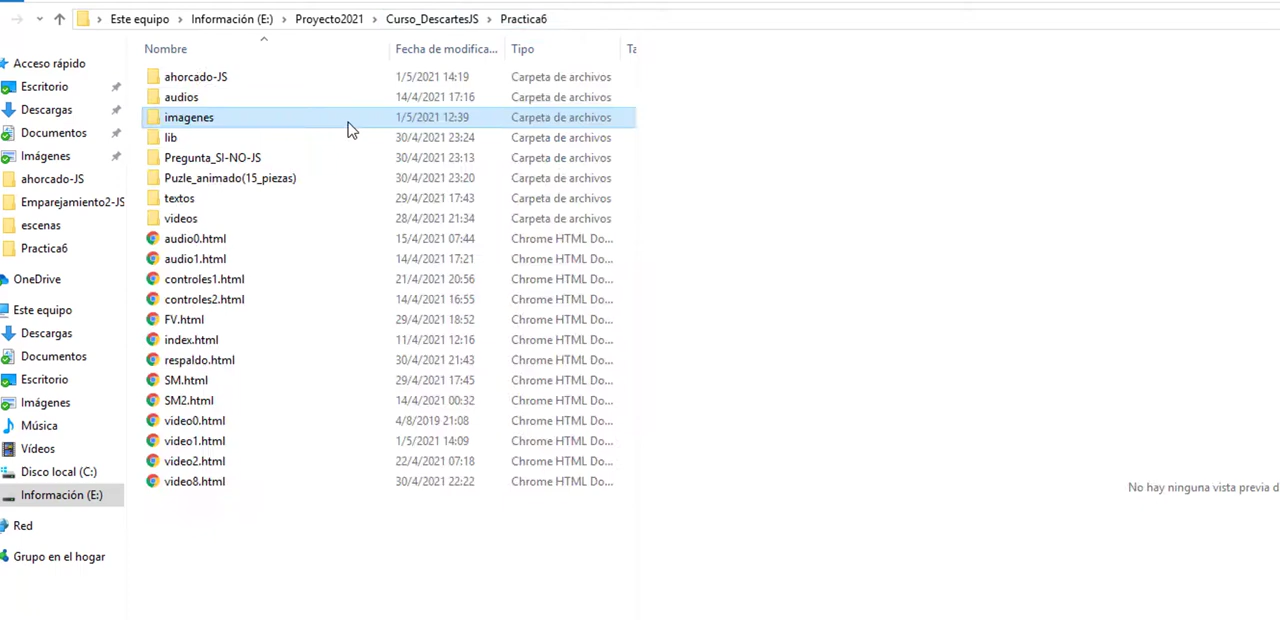 Este equipo > Información (E:) > Proyecto2021 > Curso_DescartesJS > Practica6
Nombre Fecha de modifica... Tipo Ta
Acceso rápido
Escritorio
Descargas
Documentos
Imágenes
ahorcado-JS
Emparejamiento2-JS
escenas
Practica6
OneDrive
Este equipo
Descargas
Documentos
Escritorio
Imágenes
Música
Vídeos
Disco local (C:)
Información (E:)
Red
Grupo en el hogar
ahorcado-JS 1/5/2021 14:19 Carpeta de archivos
audios 14/4/2021 17:16 Carpeta de archivos
imagenes 1/5/2021 12:39 Carpeta de archivos
lib 30/4/2021 23:24 Carpeta de archivos
Pregunta_SI-NO-JS 30/4/2021 23:13 Carpeta de archivos
Puzle_animado(15_piezas) 30/4/2021 23:20 Carpeta de archivos
textos 29/4/2021 17:43 Carpeta de archivos
videos 28/4/2021 21:34 Carpeta de archivos
audio0.html 15/4/2021 07:44 Chrome HTML Do...
audio1.html 14/4/2021 17:21 Chrome HTML Do...
controles1.html 21/4/2021 20:56 Chrome HTML Do...
controles2.html 14/4/2021 16:55 Chrome HTML Do...
FV.html 29/4/2021 18:52 Chrome HTML Do...
index.html 11/4/2021 12:16 Chrome HTML Do...
respaldo.html 30/4/2021 21:43 Chrome HTML Do...
SM.html 29/4/2021 17:45 Chrome HTML Do...
SM2.html 14/4/2021 00:32 Chrome HTML Do...
video0.html 4/8/2019 21:08 Chrome HTML Do...
video1.html 1/5/2021 14:09 Chrome HTML Do...
video2.html 22/4/2021 07:18 Chrome HTML Do...
video8.html 30/4/2021 22:22 Chrome HTML Do...
No hay ninguna vista previa d